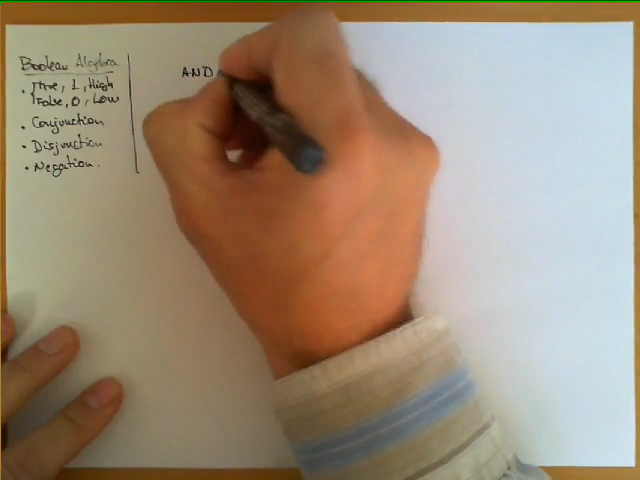 Boolean Algebra
• True, 1, High
False, 0, Low
• Conjunction
• Disjunction
• Negation.
AND